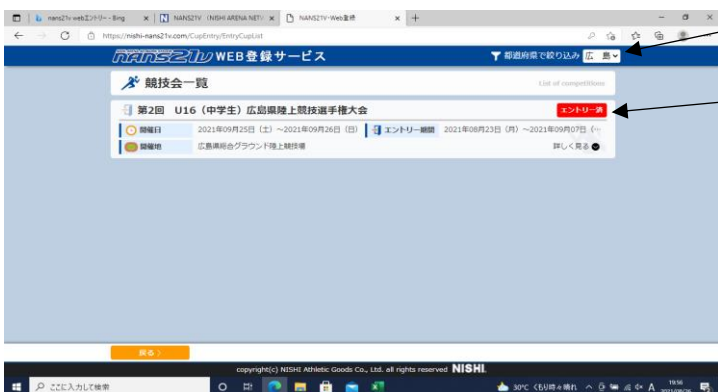 nans21v webエントリー - Bing
NANS21V (NISHI ARENA NET/
NANS21V-Web登録
https://nishi-nans21v.com/CupEntry/EntryCupList
NANS21V WEB登録サービス
都道府県で絞り込み 広 島
競技会一覧
List of competitions
第2回 U16（中学生）広島県陸上競技選手権大会
エントリー済
開催日 2021年09月25日（土）～2021年09月26日（日）
エントリー期間 2021年08月23日（月）～2021年09月07日（…
開催地 広島県総合グラウンド陸上競技場
詳しく見る
戻る
copyright(c) NISHI Athletic Goods Co., Ltd. all rights reserved NISHI.
ここに入力して検索
30°C くもり時々晴れ
A
19:56
2021/08/26